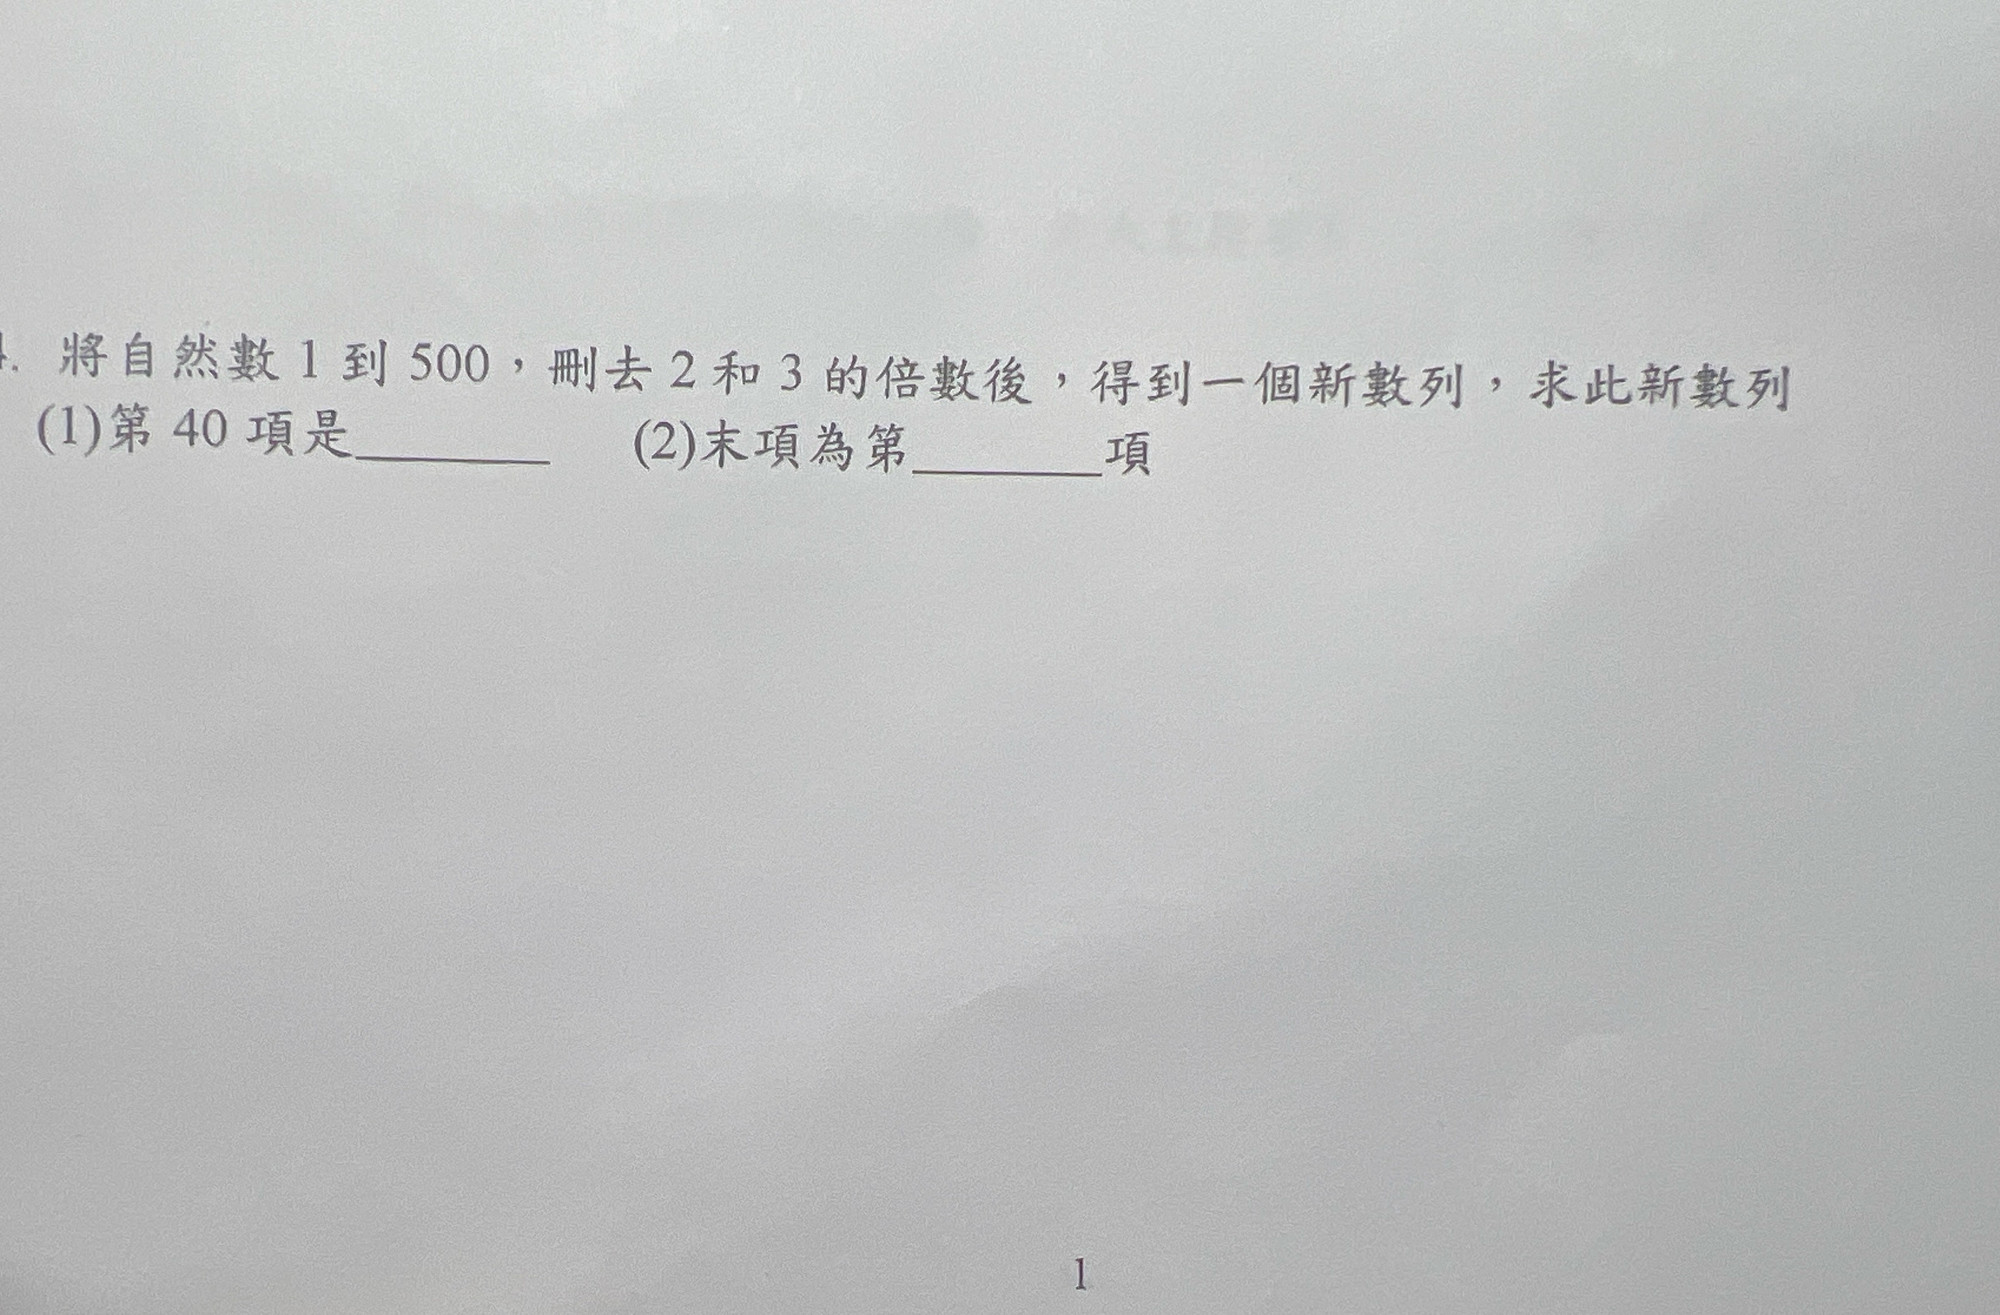 . 將自然數 1 到 500，刪去 2 和 3 的倍數後，得到一個新數列，求此新數列
(1)第 40 項是________ (2)末項為第________項
1